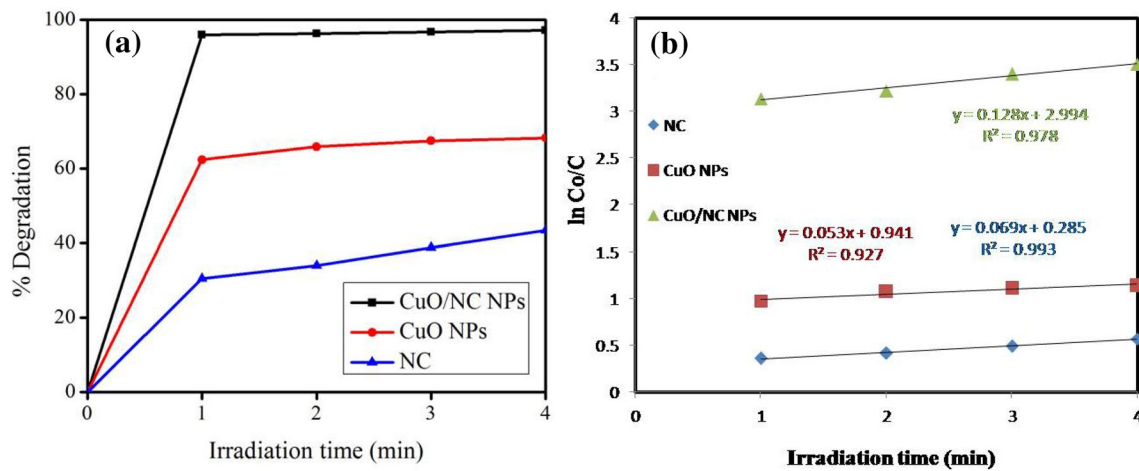 (a)
100
80
60
40
20
0
% Degradation
0 1 2 3 4
Irradiation time (min)
CuO/NC NPs
CuO NPs
NC
(b)
4
3.5
3
2.5
2
1.5
1
0.5
0
ln Co/C
0 1 2 3 4
Irradiation time (min)
NC
CuO NPs
CuO/NC NPs
y = 0.128x + 2.994
R² = 0.978
y = 0.053x + 0.941
R² = 0.927
y = 0.069x + 0.285
R² = 0.993